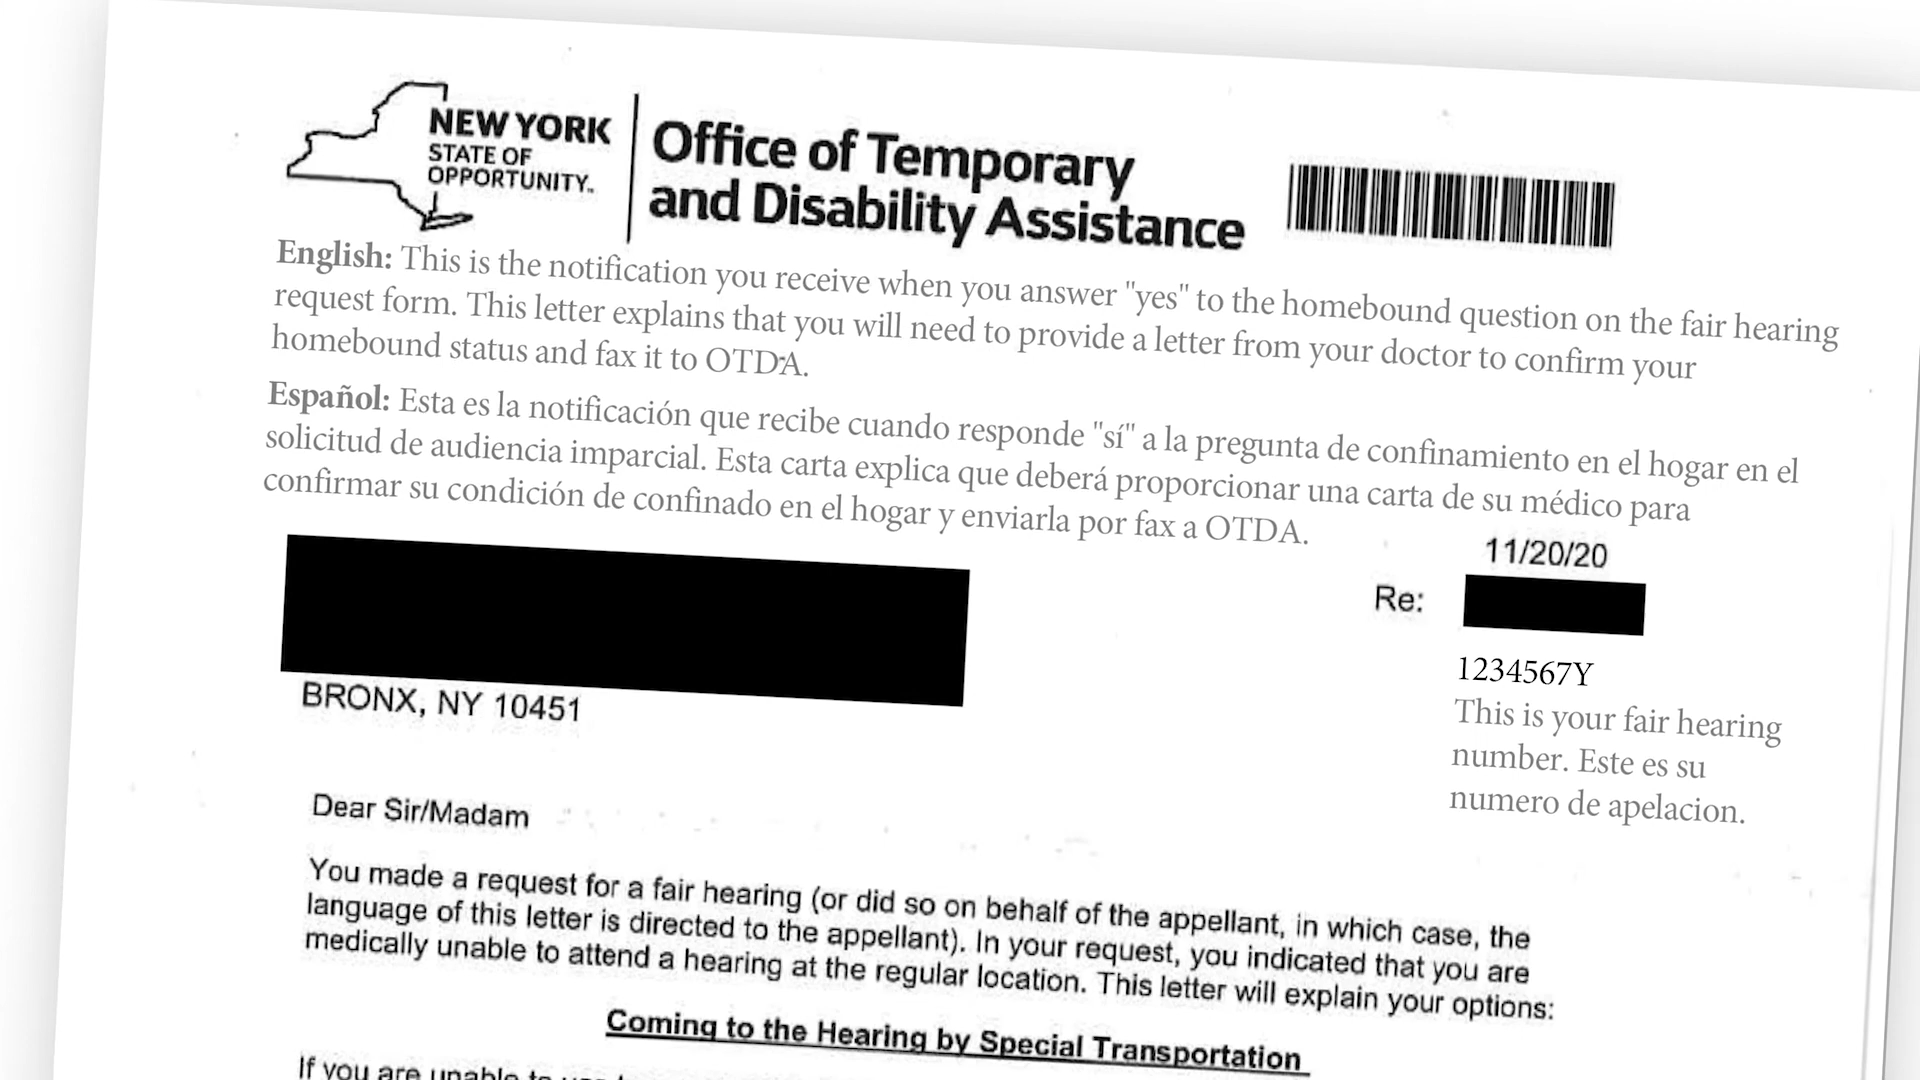 NEW YORK
STATE OF
OPPORTUNITY™
Office of Temporary
and Disability Assistance
English: This is the notification you receive when you answer "yes" to the homebound question on the fair hearing
request form. This letter explains that you will need to provide a letter from your doctor to confirm your
homebound status and fax it to OTDA.
Español: Esta es la notificación que recibe cuando responde "sí" a la pregunta de confinamiento en el hogar en el
solicitud de audiencia imparcial. Esta carta explica que deberá proporcionar una carta de su médico para
confirmar su condición de confinado en el hogar y enviarla por fax a OTDA.
11/20/20
Re:
1234567Y
This is your fair hearing
number. Este es su
numero de apelacion.
BRONX, NY 10451
Dear Sir/Madam
You made a request for a fair hearing (or did so on behalf of the appellant, in which case, the
language of this letter is directed to the appellant). In your request, you indicated that you are
medically unable to attend a hearing at the regular location. This letter will explain your options:
Coming to the Hearing by Special Transportation
If you are unable to